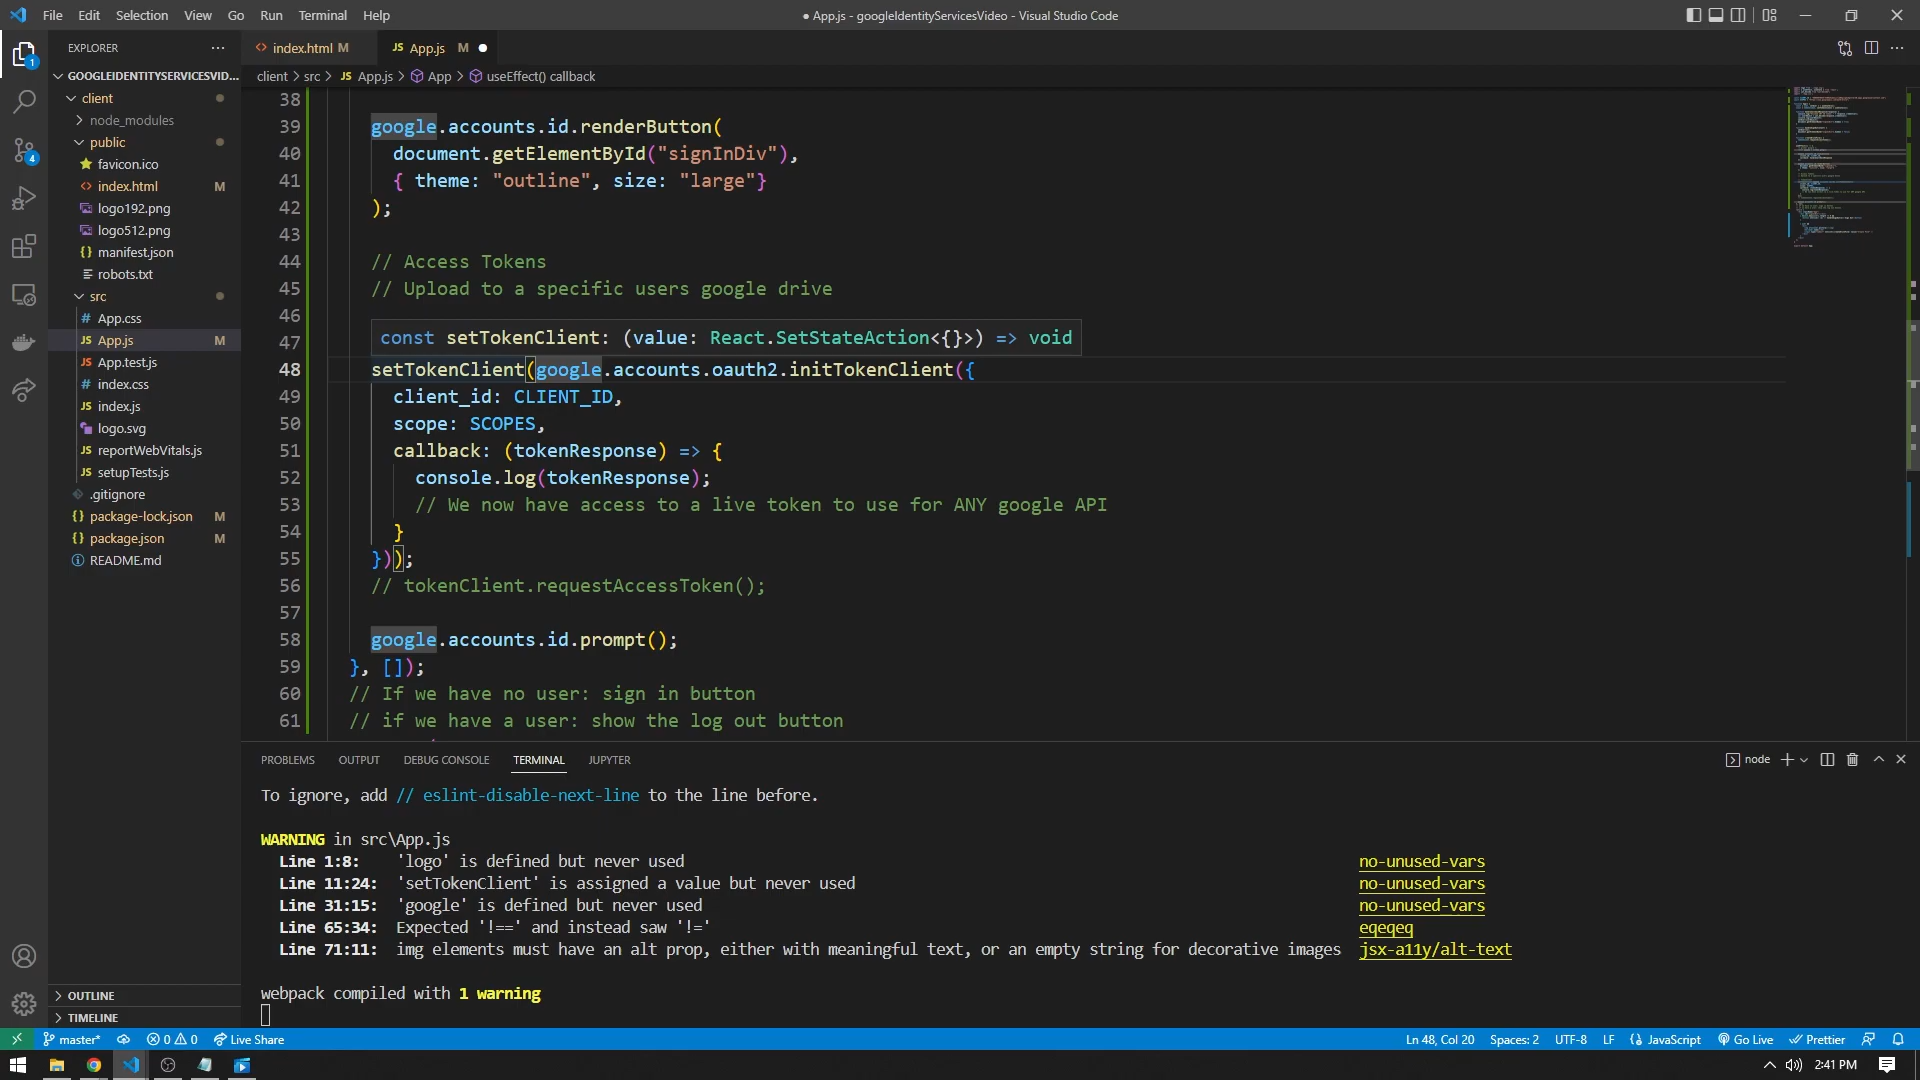 File Edit Selection View Go Run Terminal Help
● App.js - googleIdentityServicesVideo - Visual Studio Code
EXPLORER
GOOGLEIDENTITYSERVICESVID...
client
node_modules
public
favicon.ico
index.html M
logo192.png
logo512.png
manifest.json
robots.txt
src
App.css
App.js M
App.test.js
index.css
index.js
logo.svg
reportWebVitals.js
setupTests.js
.gitignore
package-lock.json M
package.json M
README.md
OUTLINE
TIMELINE
1
4
index.html M
JS App.js M ●
client > src > JS App.js > App > useEffect() callback
38
39 google.accounts.id.renderButton(
40 document.getElementById("signInDiv"),
41 { theme: "outline", size: "large"}
42 );
43
44 // Access Tokens
45 // Upload to a specific users google drive
46
47 const setTokenClient: (value: React.SetStateAction<{}>) => void
48 setTokenClient(google.accounts.oauth2.initTokenClient({
49 client_id: CLIENT_ID,
50 scope: SCOPES,
51 callback: (tokenResponse) => {
52 console.log(tokenResponse);
53 // We now have access to a live token to use for ANY google API
54 }
55 }));
56 // tokenClient.requestAccessToken();
57
58 google.accounts.id.prompt();
59 }, []);
60 // If we have no user: sign in button
61 // if we have a user: show the log out button
PROBLEMS OUTPUT DEBUG CONSOLE TERMINAL JUPYTER
node
To ignore, add // eslint-disable-next-line to the line before.
WARNING in src\App.js
Line 1:8: 'logo' is defined but never used no-unused-vars
Line 11:24: 'setTokenClient' is assigned a value but never used no-unused-vars
Line 31:15: 'google' is defined but never used no-unused-vars
Line 65:34: Expected '!==' and instead saw '!=' eqeqeq
Line 71:11: img elements must have an alt prop, either with meaningful text, or an empty string for decorative images jsx-a11y/alt-text
webpack compiled with 1 warning
master* 0 0 Live Share
Ln 48, Col 20 Spaces: 2 UTF-8 LF JavaScript Go Live Prettier
2:41 PM